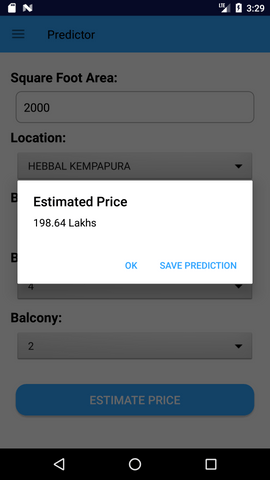 3:29
Predictor
Square Foot Area:
2000
Location:
HEBBAL KEMPAPURA
B
Estimated Price
198.64 Lakhs
OK SAVE PREDICTION
B
4
Balcony:
2
ESTIMATE PRICE